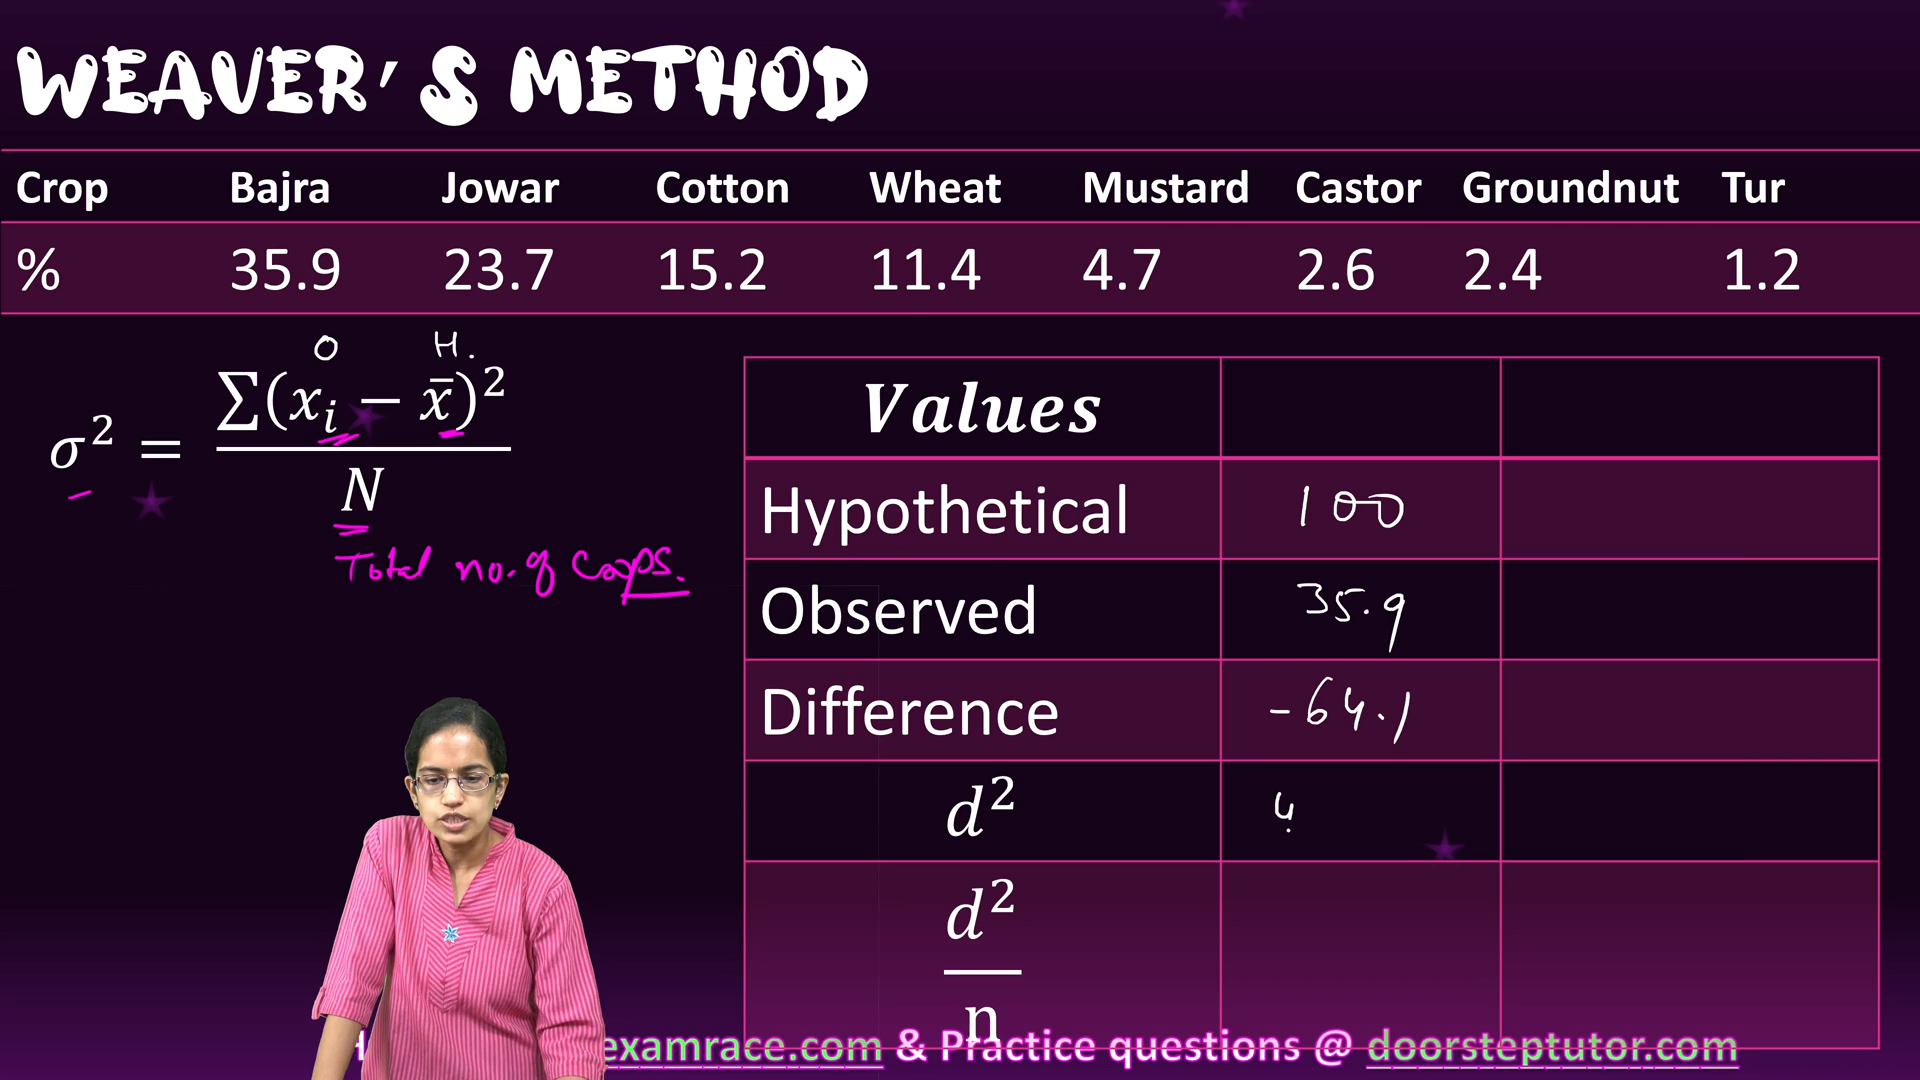 WEAVER'S METHOD
Crop Bajra Jowar Cotton Wheat Mustard Castor Groundnut Tur
% 35.9 23.7 15.2 11.4 4.7 2.6 2.4 1.2
O H.
σ² = ∑(xᵢ − x̄)² / N
Total no. of Crops.
Values
Hypothetical 100
Observed 35.9
Difference -64.1
d² 4
d²/n
examrace.com & Practice questions @ doorsteptutor.com